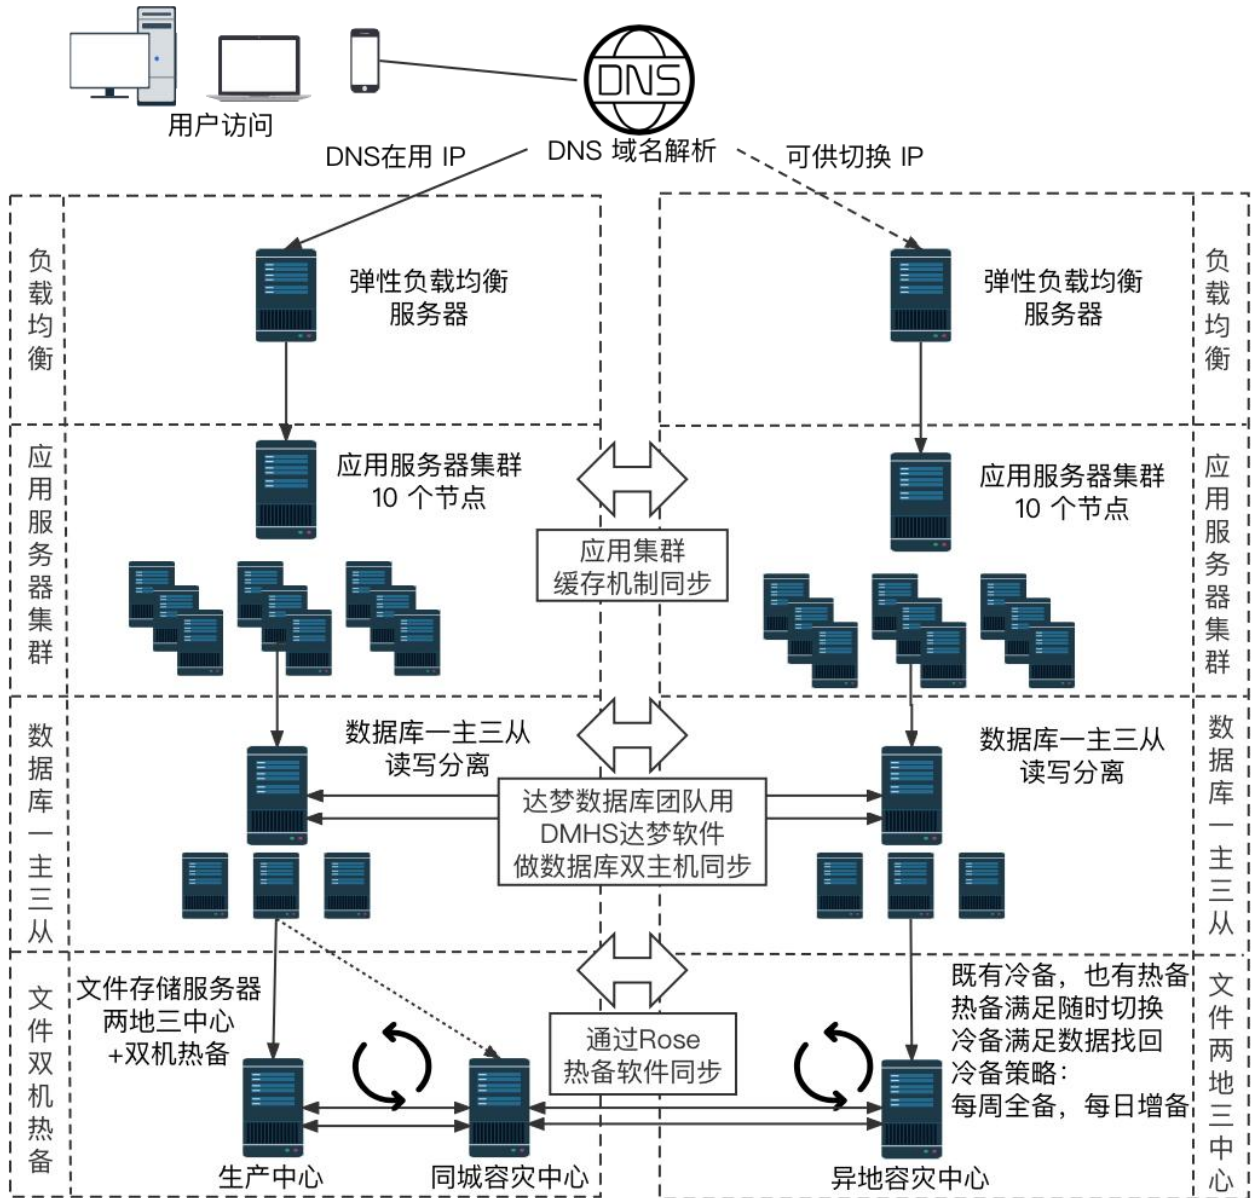 DNS
用户访问
DNS在用 IP
DNS 域名解析
可供切换 IP
负载均衡
弹性负载均衡
服务器
弹性负载均衡
服务器
负载均衡
应用服务器集群
应用服务器集群
10 个节点
应用集群
缓存机制同步
应用服务器集群
10 个节点
应用服务器集群
数据库一主三从
数据库一主三从
读写分离
达梦数据库团队用
DMHS达梦软件
做数据库双主机同步
数据库一主三从
读写分离
数据库一主三从
文件双机热备
文件存储服务器
两地三中心
+双机热备
通过Rose
热备软件同步
既有冷备，也有热备
热备满足随时切换
冷备满足数据找回
冷备策略：
每周全备，每日增备
文件两地三中心
生产中心
同城容灾中心
异地容灾中心